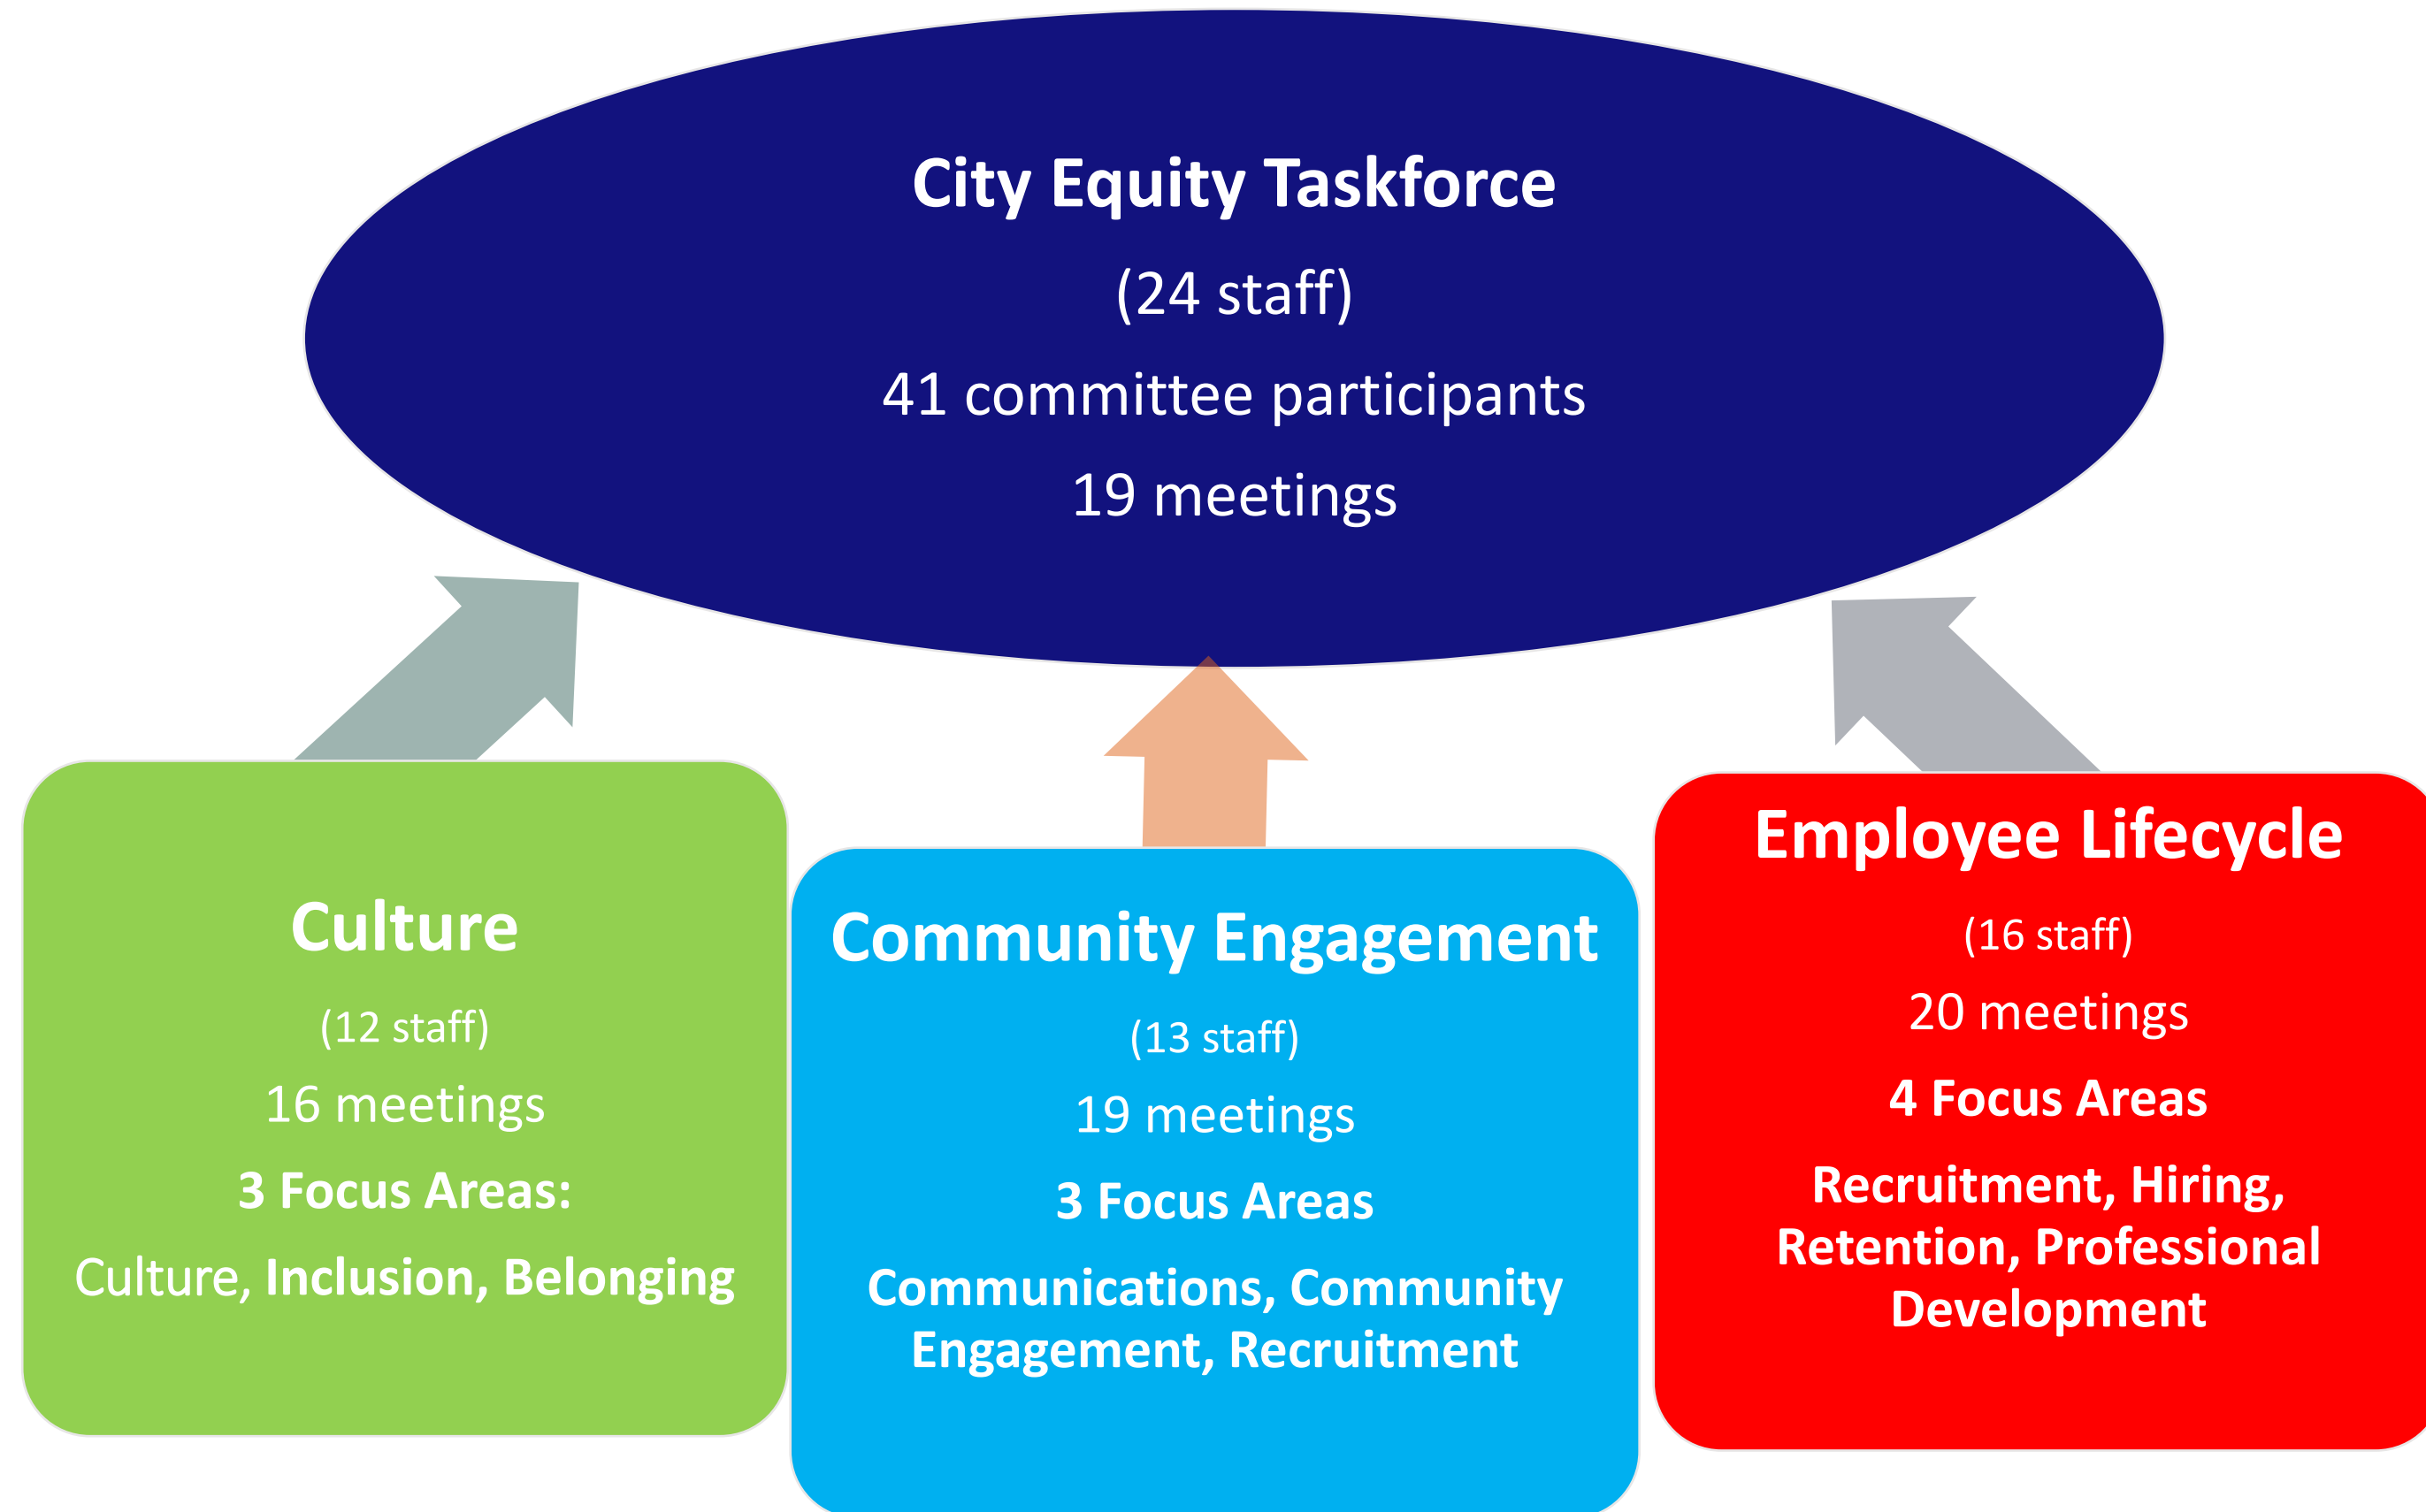 City Equity Taskforce
(24 staff)
41 committee participants
19 meetings
Culture
(12 staff)
16 meetings
3 Focus Areas:
Culture, Inclusion, Belonging
Community Engagement
(13 staff)
19 meetings
3 Focus Areas
Communications, Community
Engagement, Recruitment
Employee Lifecycle
(16 staff)
20 meetings
4 Focus Areas
Recruitment, Hiring,
Retention, Professional
Development